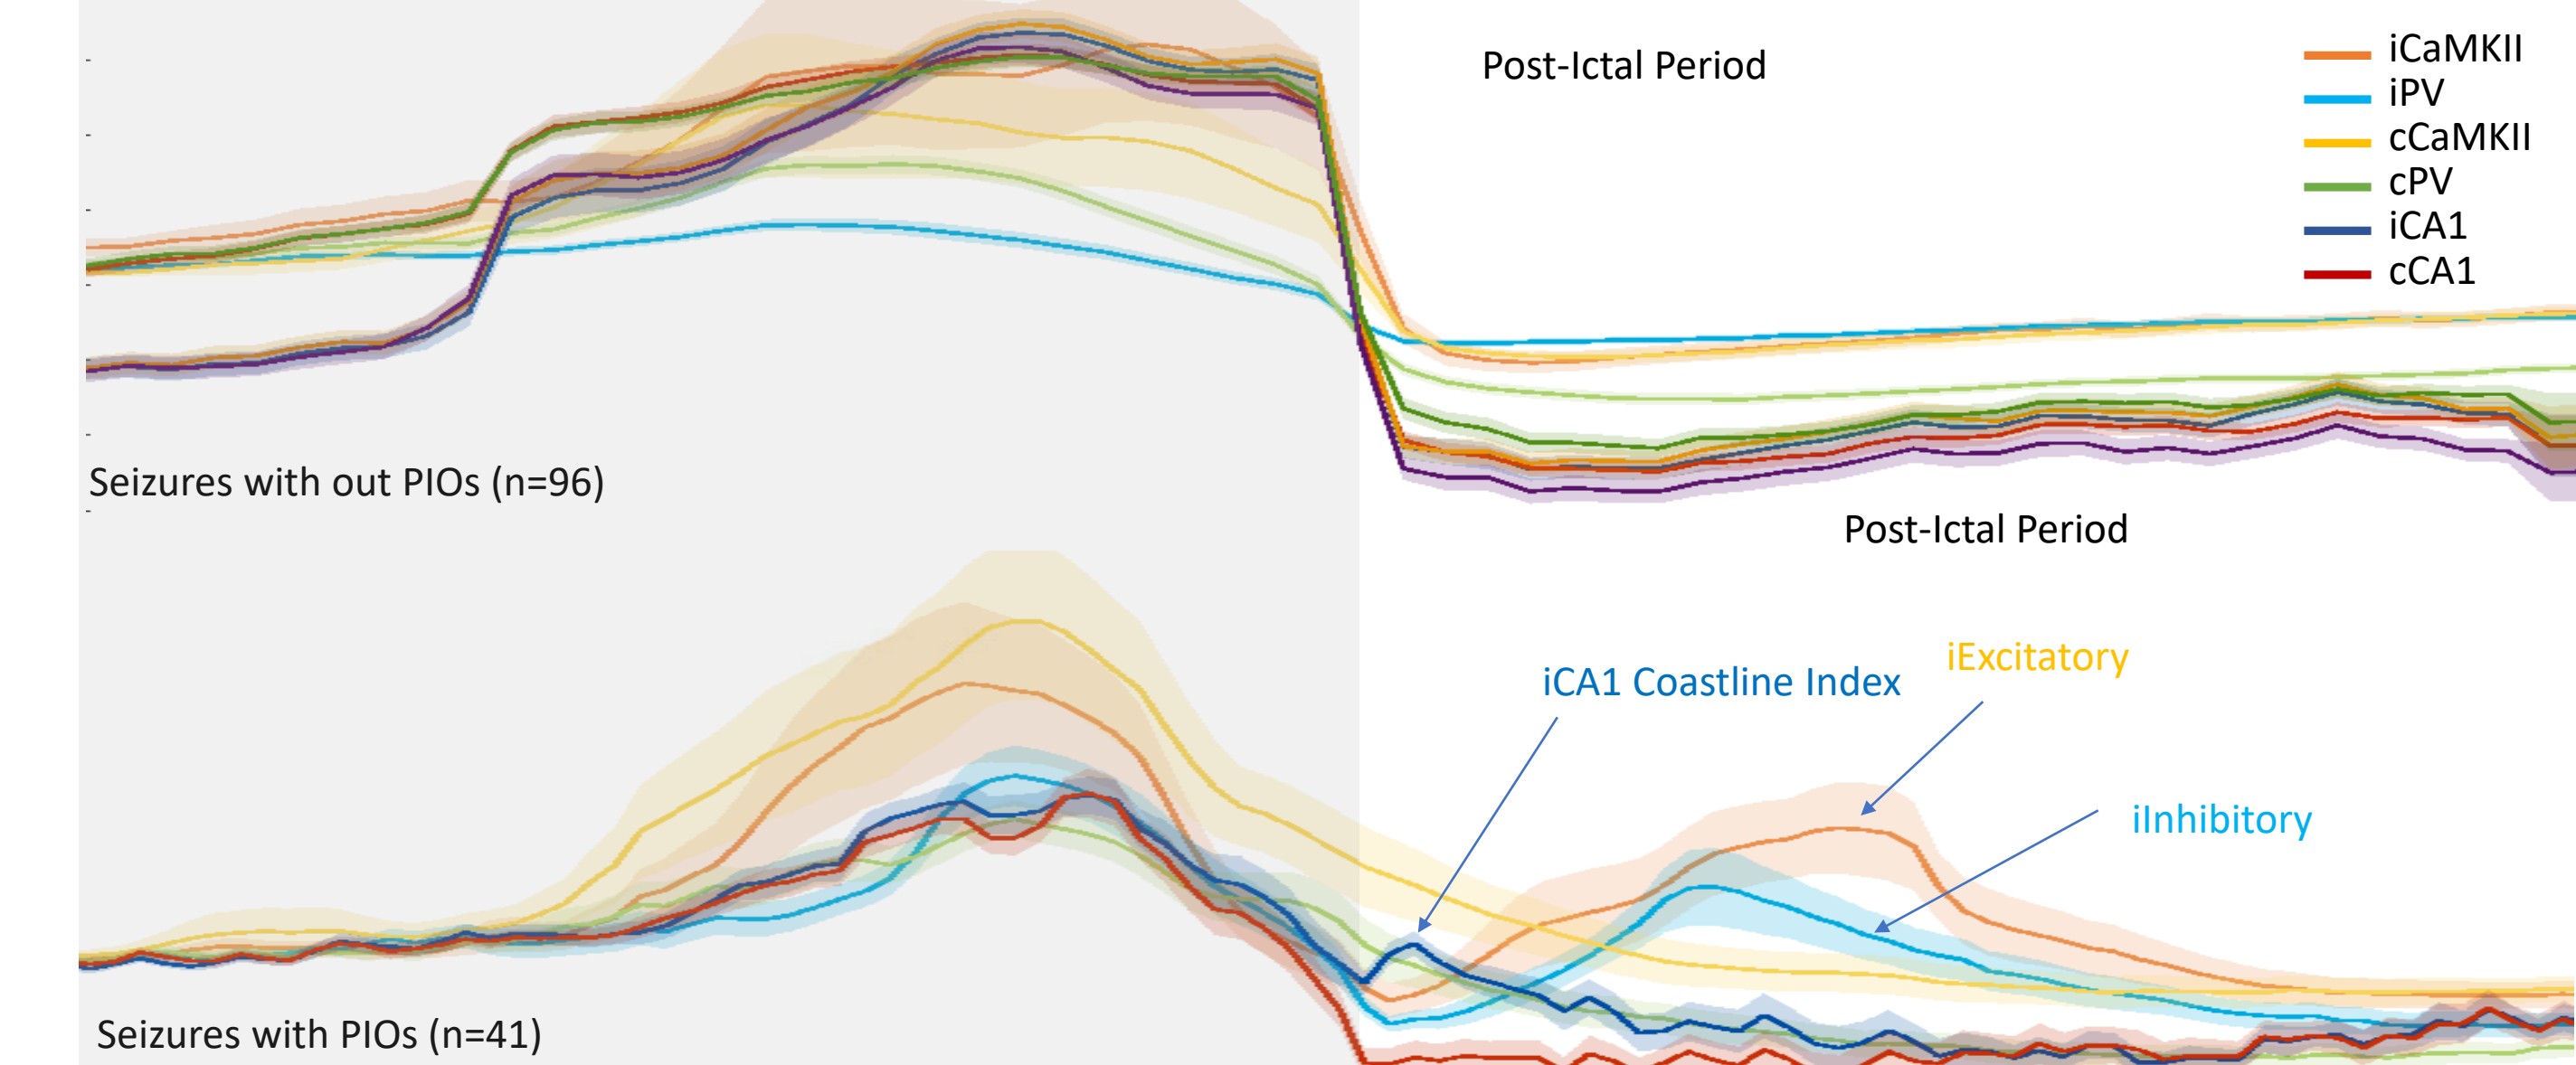 Post-Ictal Period
iCaMKII
iPV
cCaMKII
cPV
iCA1
cCA1
Seizures with out PIOs (n=96)
Post-Ictal Period
iExcitatory
iCA1 Coastline Index
iInhibitory
Seizures with PIOs (n=41)